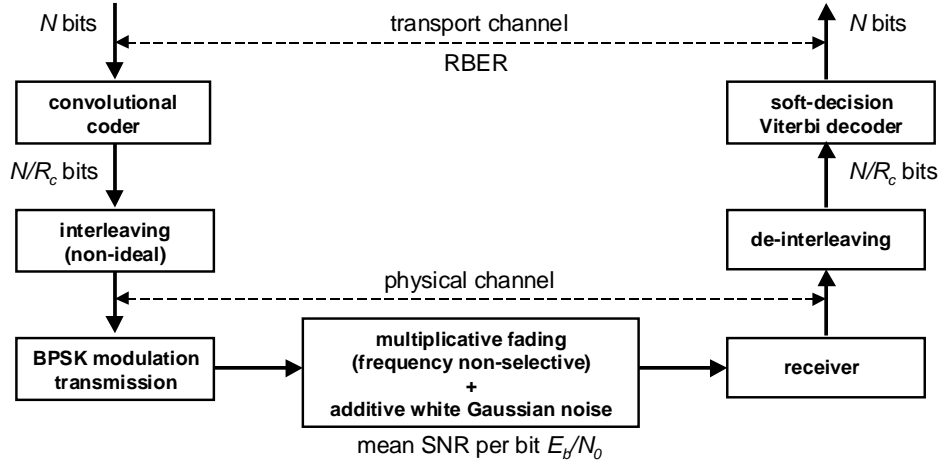 N bits
transport channel
N bits
RBER
convolutional
coder
soft-decision
Viterbi decoder
N/Rc bits
N/Rc bits
interleaving
(non-ideal)
de-interleaving
physical channel
BPSK modulation
transmission
multiplicative fading
(frequency non-selective)
+
additive white Gaussian noise
receiver
mean SNR per bit Eb/N0